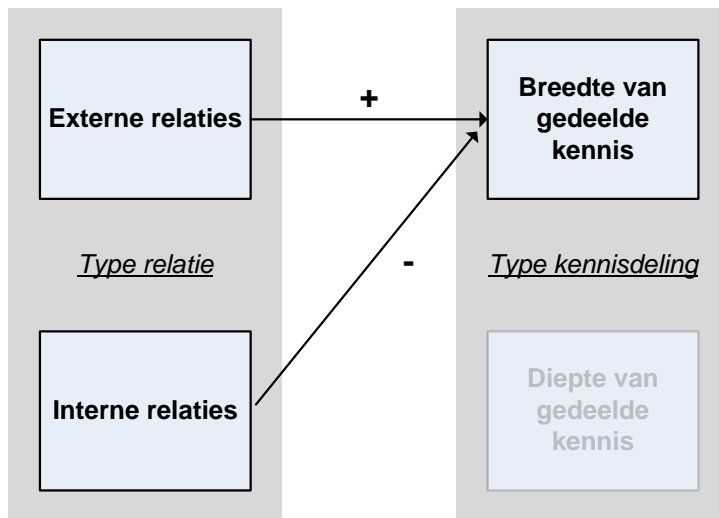 Externe relaties
+
Breedte van
gedeelde
kennis
Type relatie
-
Type kennisdeling
Interne relaties
Diepte van
gedeelde
kennis